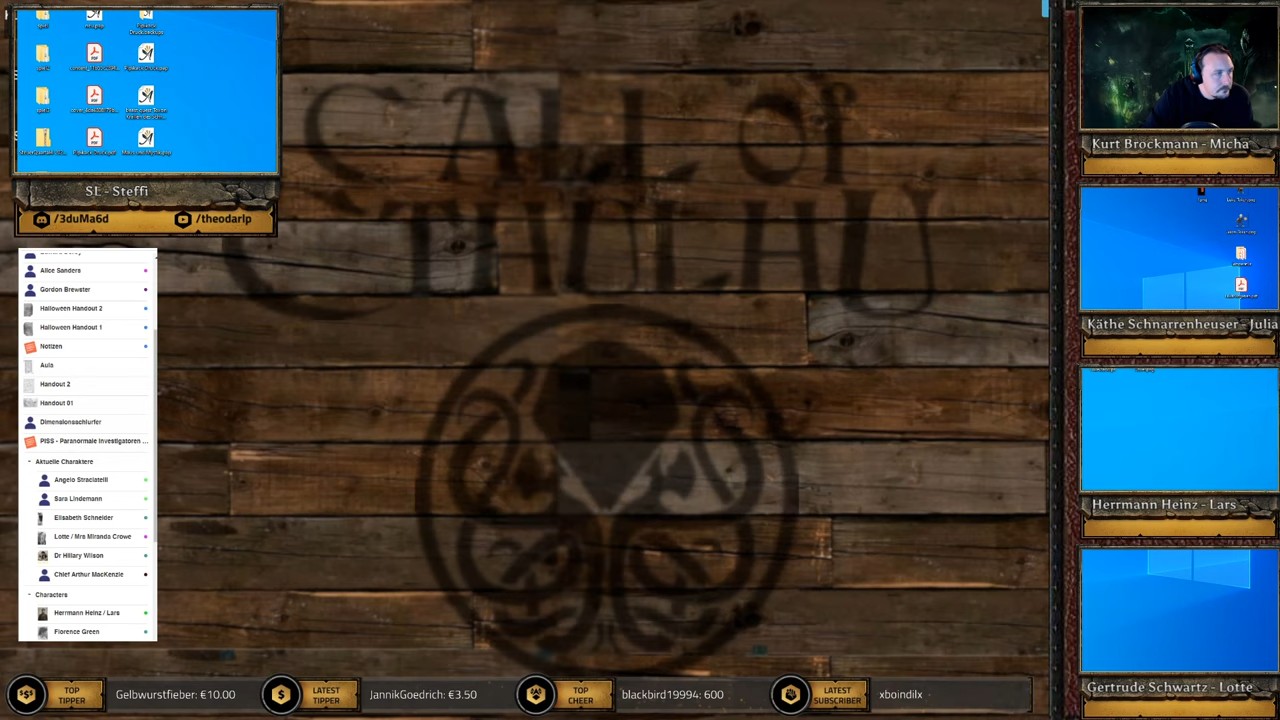 CALL OF
CTHULHU
SL - Steffi
/3duMa6d
/theodarlp
Alice Sanders
Gordon Brewster
Halloween Handout 2
Halloween Handout 1
Notizen
Aula
Handout 2
Handout 01
Dimensionsschlurfer
PISS - Paranormale Investigatoren ...
Aktuelle Charaktere
Angelo Straciatelli
Sara Lindemann
Elisabeth Schneider
Lotte / Mrs Miranda Crowe
Dr Hillary Wilson
Chief Arthur MacKenzie
Characters
Herrmann Heinz / Lars
Florence Green
Kurt Brockmann - Micha
Käthe Schnarrenheuser - Julia
Herrmann Heinz - Lars
Gertrude Schwartz - Lotte
TOP TIPPER
Gelbwurstfieber: €10.00
LATEST TIPPER
JannikGoedrich: €3.50
TOP CHEER
blackbird19994: 600
LATEST SUBSCRIBER
xboindilx